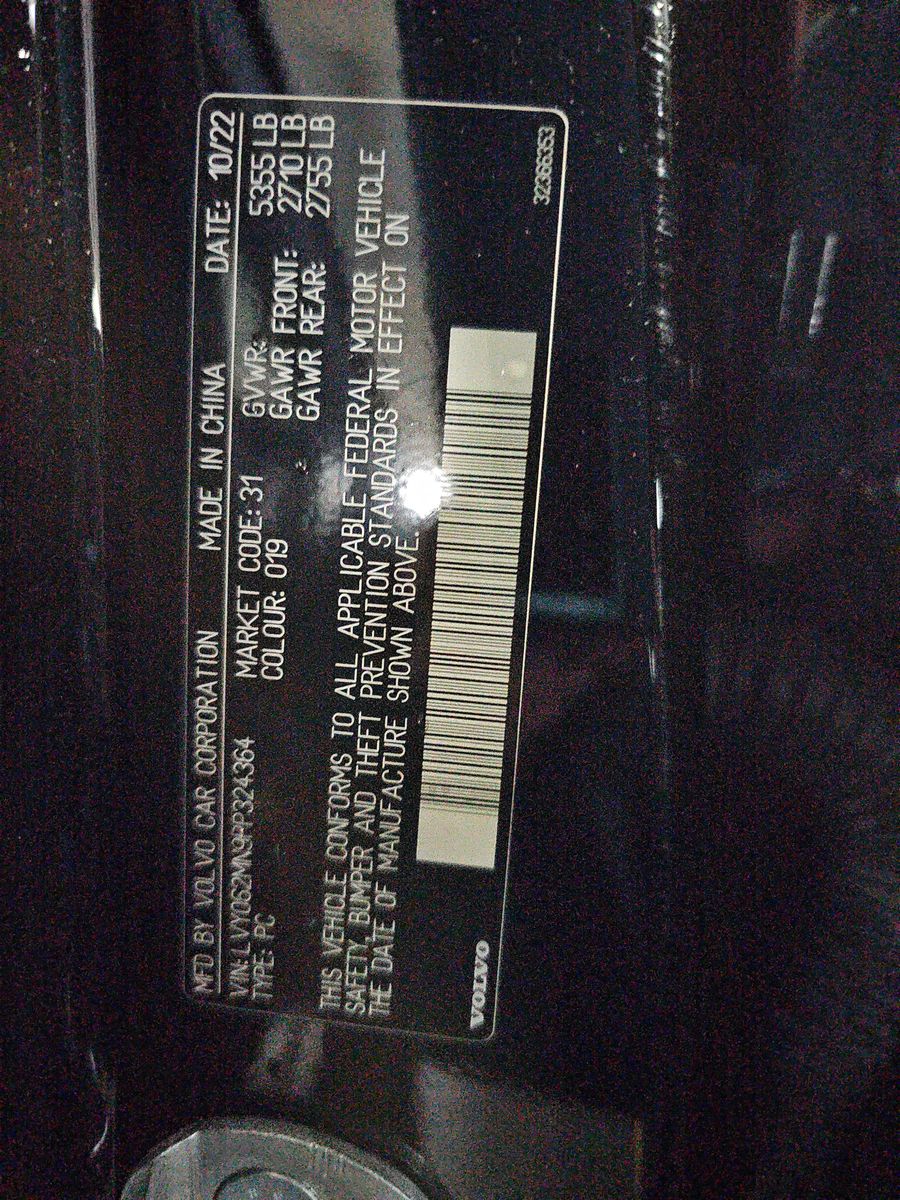 MFD BY VOLVO CAR CORPORATION MADE IN CHINA DATE: 10/22
VIN: LVY062MN9PP324364 MARKET CODE: 31 GVWR: 5355 LB
TYPE: PC COLOUR: 019 GAWR FRONT: 2710 LB
GAWR REAR: 2755 LB
THIS VEHICLE CONFORMS TO ALL APPLICABLE FEDERAL MOTOR VEHICLE
SAFETY, BUMPER AND THEFT PREVENTION STANDARDS IN EFFECT ON
THE DATE OF MANUFACTURE SHOWN ABOVE.
VOLVO
32366353